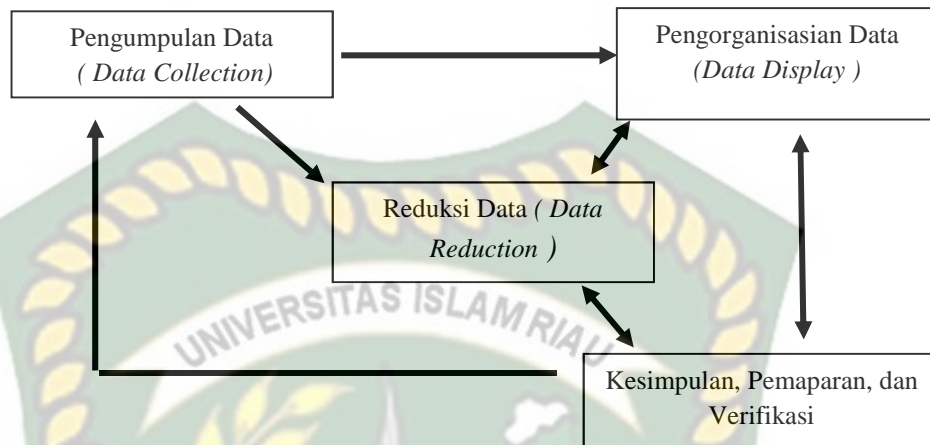 Pengumpulan Data
( Data Collection)
Pengorganisasian Data
(Data Display )
Reduksi Data ( Data
Reduction )
UNIVERSITAS ISLAM RIAU
Kesimpulan, Pemaparan, dan
Verifikasi